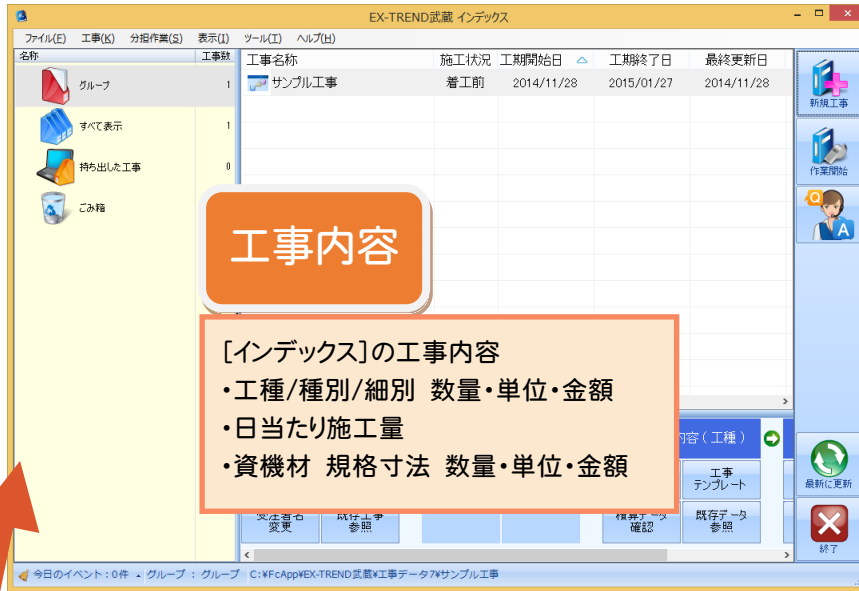 EX-TREND武蔵 インデックス
ファイル(F) 工事(K) 分担作業(S) 表示(I) ツール(T) ヘルプ(H)
名称 工事数
グループ 1
すべて表示 1
持ち出した工事 0
ごみ箱
工事名称 施工状況 工期開始日 工期終了日 最終更新日
サンプル工事 着工前 2014/11/28 2015/01/27 2014/11/28
新規工事
作業開始
Q
A
工事内容
[インデックス]の工事内容
・工種/種別/細別 数量・単位・金額
・日当たり施工量
・資機材 規格寸法 数量・単位・金額
容(工種)
工事
テンプレート
受注者名
変更
既存工事
参照
積算データ
確認
既存データ
参照
最新に更新
終了
今日のイベント:0件 グループ : グループ C:¥FcApp¥EX-TREND武蔵¥工事データ7¥サンプル工事